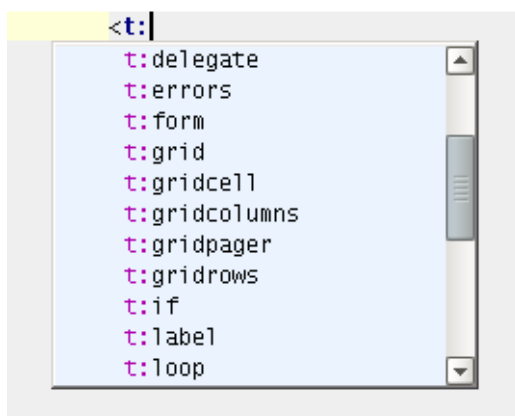 <t:
t:delegate
t:errors
t:form
t:grid
t:gridcell
t:gridcolumns
t:gridpager
t:gridrows
t:if
t:label
t:loop